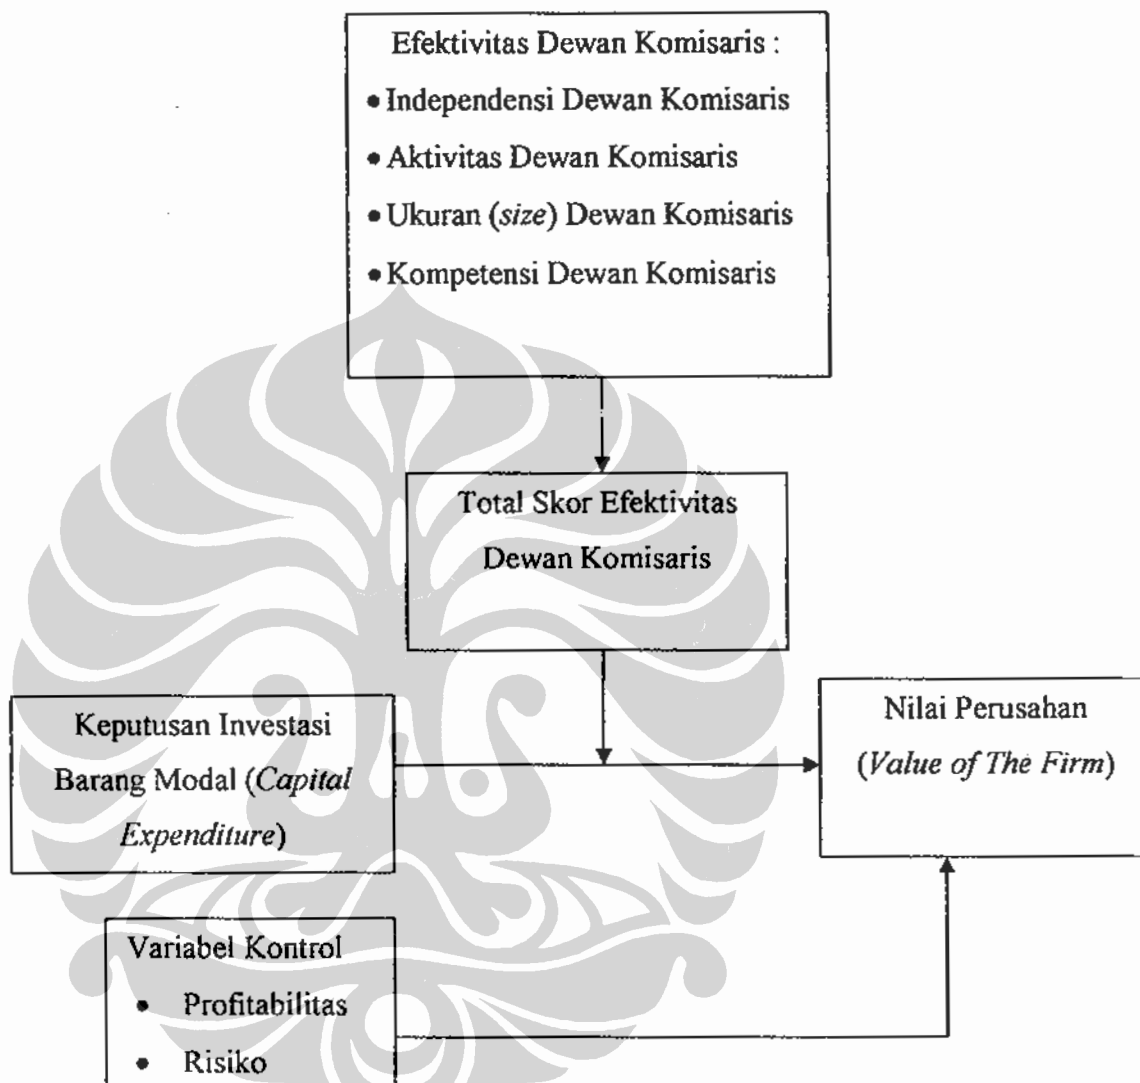 Efektivitas Dewan Komisaris :
• Independensi Dewan Komisaris
• Aktivitas Dewan Komisaris
• Ukuran (size) Dewan Komisaris
• Kompetensi Dewan Komisaris
Total Skor Efektivitas
Dewan Komisaris
Keputusan Investasi
Barang Modal (Capital
Expenditure)
Nilai Perusahan
(Value of The Firm)
Variabel Kontrol
• Profitabilitas
• Risiko